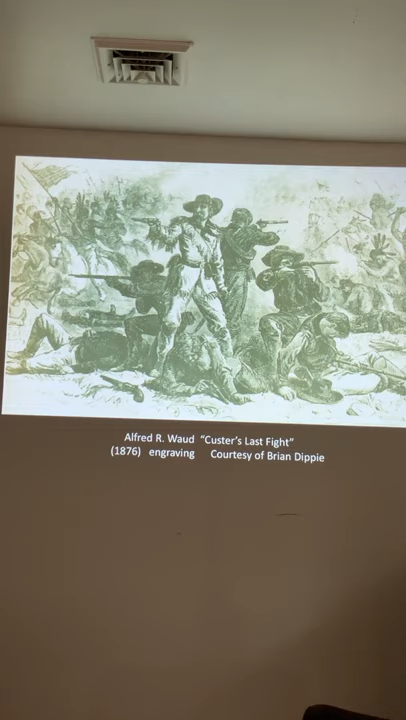 Alfred R. Waud “Custer’s Last Fight”
(1876) engraving Courtesy of Brian Dippie